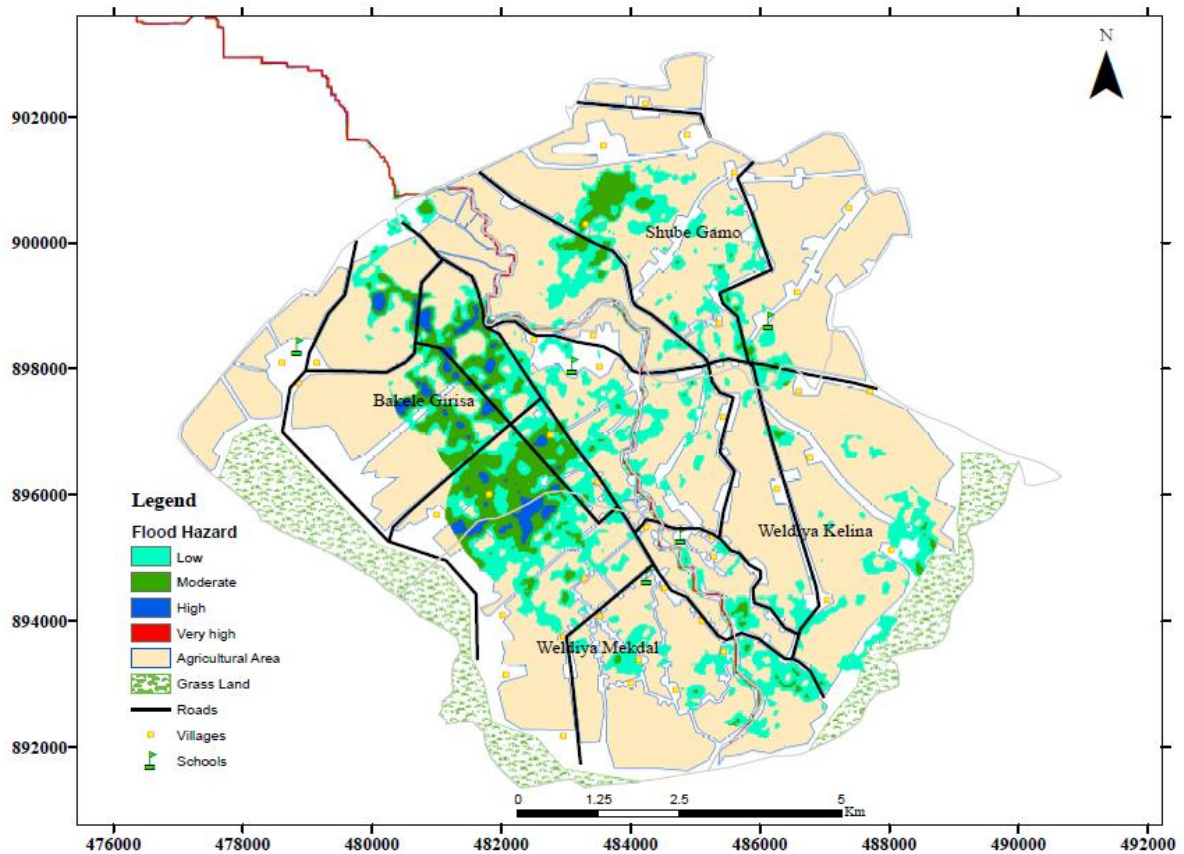 N
902000
900000
898000
896000
894000
892000
Shube Gamo
Bakele Girisa
Weldiya Kelina
Weldiya Mekdal
Legend
Flood Hazard
Low
Moderate
High
Very high
Agricultural Area
Grass Land
Roads
Villages
Schools
0 1.25 2.5 5
Km
476000 478000 480000 482000 484000 486000 488000 490000 492000